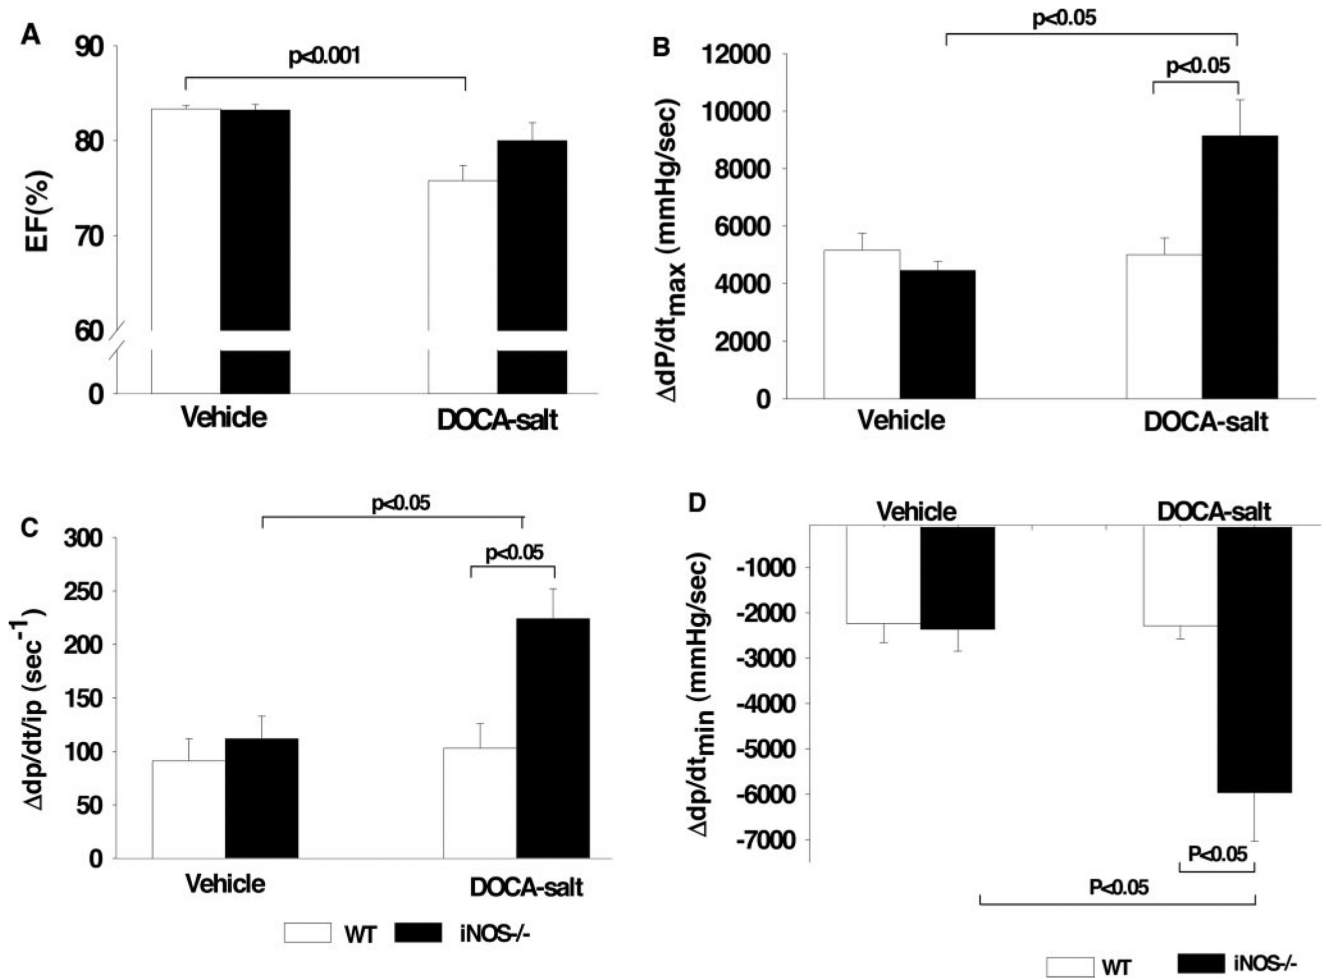 A
EF(%)
90
80
70
60
0
p<0.001
Vehicle
DOCA-salt
B
ΔdP/dt_max (mmHg/sec)
12000
10000
8000
6000
4000
2000
0
p<0.05
p<0.05
Vehicle
DOCA-salt
C
Δdp/dt/ip (sec⁻¹)
300
250
200
150
100
50
0
p<0.05
p<0.05
Vehicle
DOCA-salt
WT
iNOS-/-
D
Δdp/dt_min (mmHg/sec)
Vehicle
DOCA-salt
-1000
-2000
-3000
-4000
-5000
-6000
-7000
P<0.05
P<0.05
WT
iNOS-/-